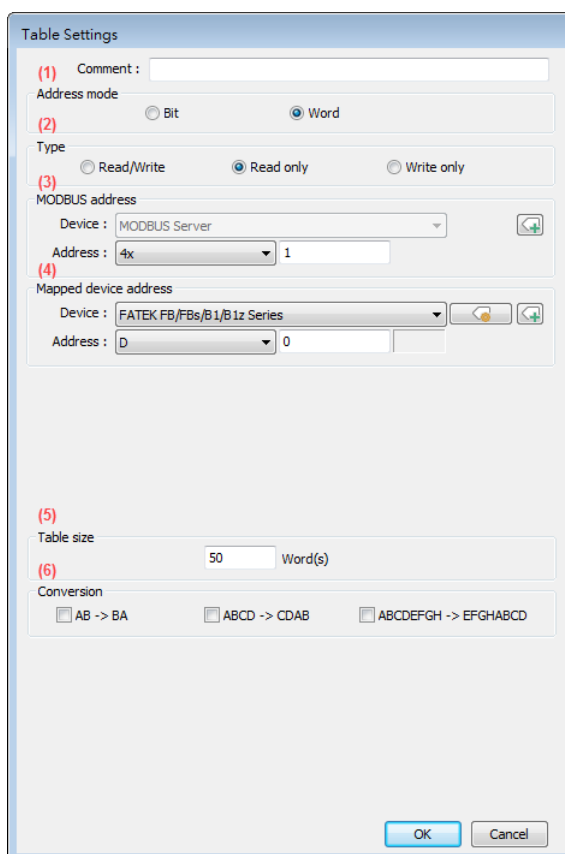 Table Settings
(1) Comment :
Address mode
(2) Bit Word
Type
(3) Read/Write Read only Write only
MODBUS address
Device : MODBUS Server
Address : 4x 1
(4)
Mapped device address
Device : FATEK FB/FBs/B1/B1z Series
Address : D 0
(5)
Table size
50 Word(s)
(6)
Conversion
AB -> BA ABCD -> CDAB ABCDEFGH -> EFGHABCD
OK Cancel